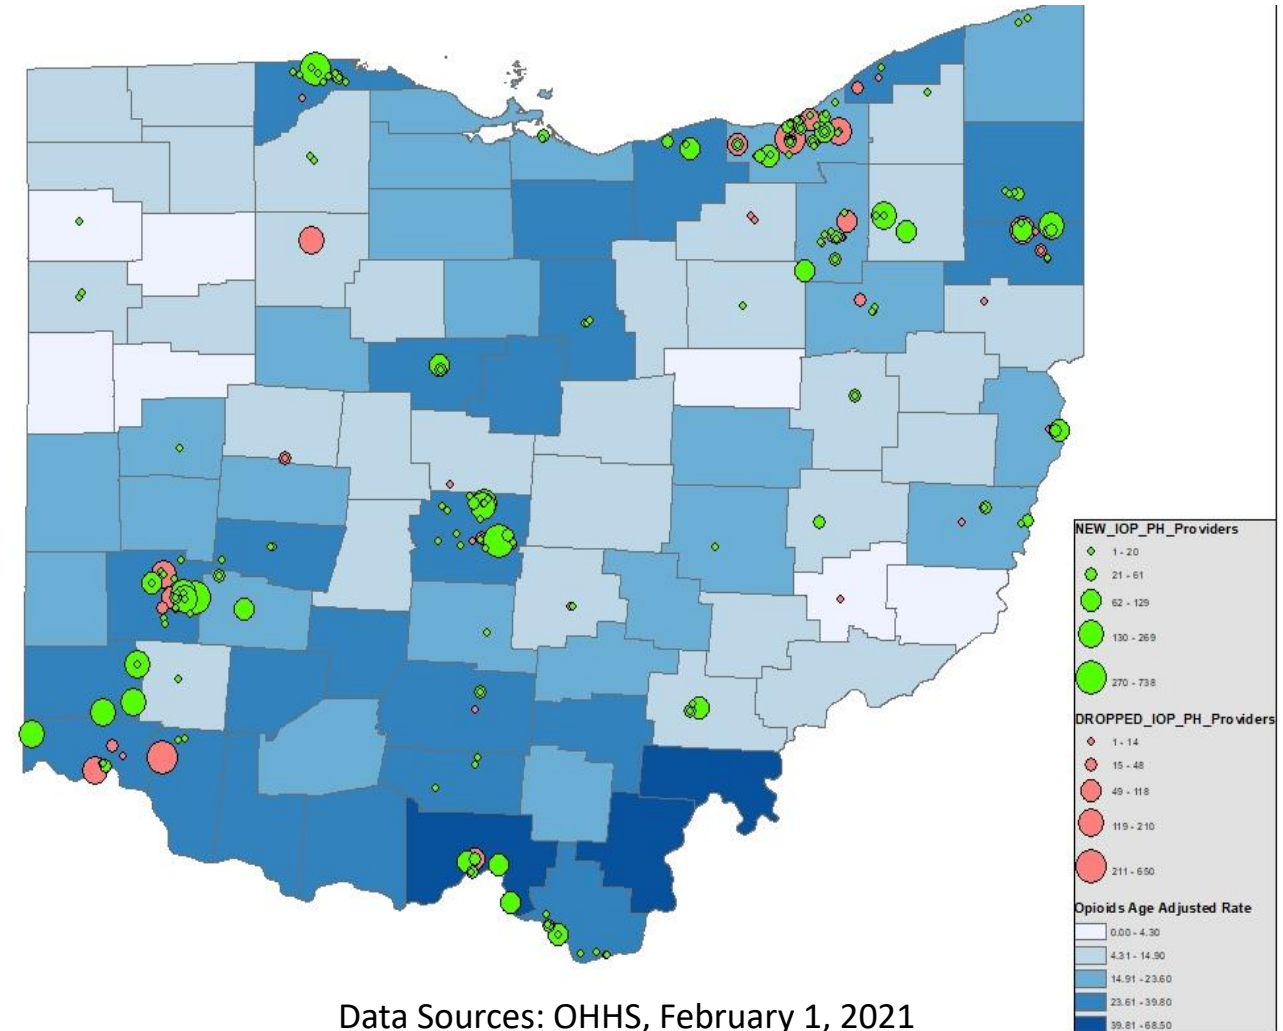 NEW_IOP_PH_Providers
1 - 20
21 - 61
62 - 129
130 - 269
270 - 738
DROPPED_IOP_PH_Providers
1 - 14
15 - 48
49 - 118
119 - 210
211 - 650
Opioids Age Adjusted Rate
0.00 - 4.30
4.31 - 14.90
14.91 - 23.60
23.61 - 39.80
39.81 - 68.50
Data Sources: OHHS, February 1, 2021